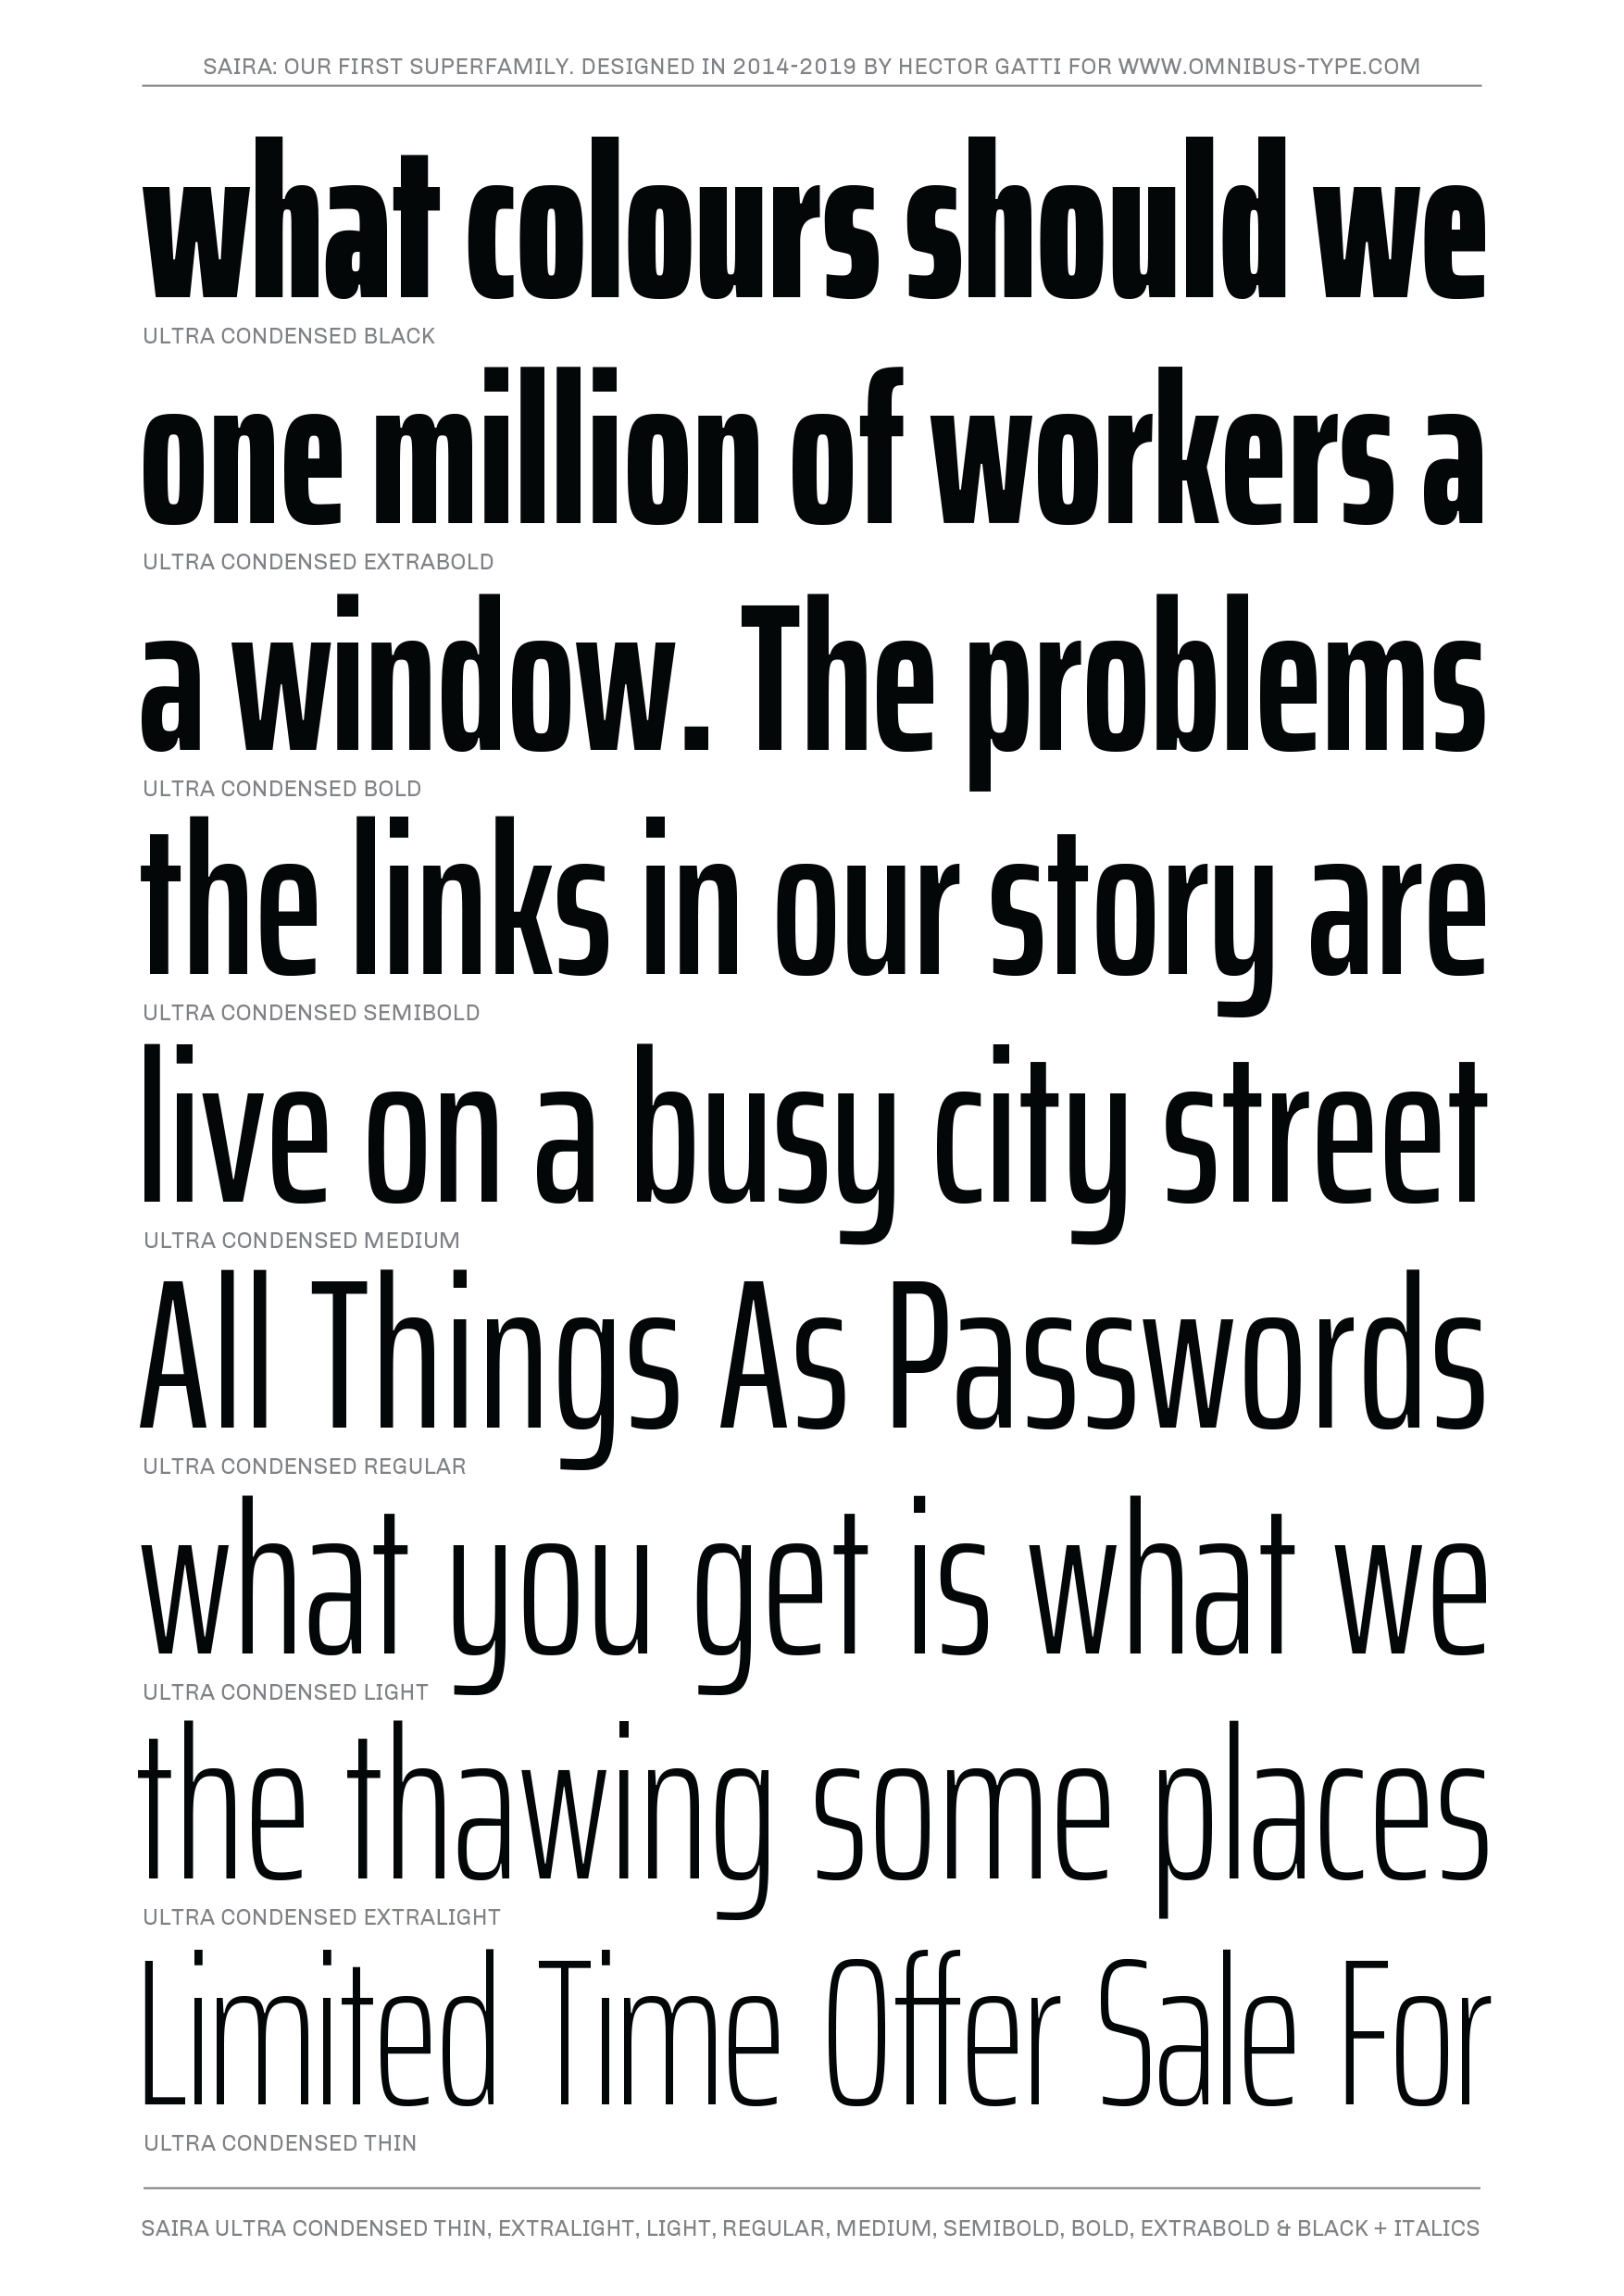 SAIRA: OUR FIRST SUPERFAMILY. DESIGNED IN 2014-2019 BY HECTOR GATTI FOR WWW.OMNIBUS-TYPE.COM
what colours should we
ULTRA CONDENSED BLACK
one million of workers a
ULTRA CONDENSED EXTRABOLD
a window. The problems
ULTRA CONDENSED BOLD
the links in our story are
ULTRA CONDENSED SEMIBOLD
live on a busy city street
ULTRA CONDENSED MEDIUM
All Things As Passwords
ULTRA CONDENSED REGULAR
what you get is what we
ULTRA CONDENSED LIGHT
the thawing some places
ULTRA CONDENSED EXTRALIGHT
Limited Time Offer Sale For
ULTRA CONDENSED THIN
SAIRA ULTRA CONDENSED THIN, EXTRALIGHT, LIGHT, REGULAR, MEDIUM, SEMIBOLD, BOLD, EXTRABOLD & BLACK + ITALICS